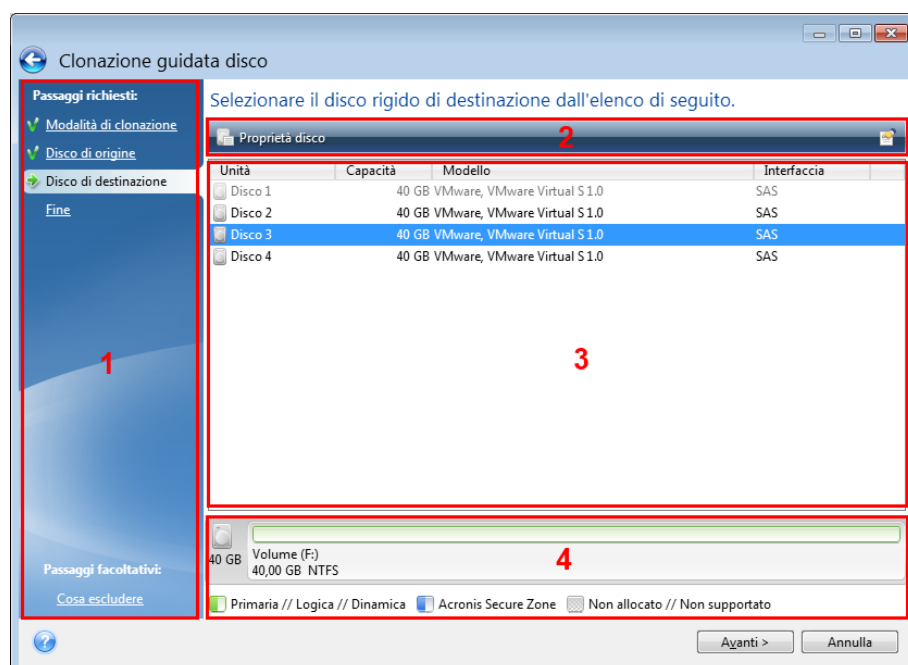 Clonazione guidata disco
Passaggi richiesti:
Modalità di clonazione
Disco di origine
Disco di destinazione
Fine
1
Passaggi facoltativi:
Cosa escludere
Selezionare il disco rigido di destinazione dall'elenco di seguito.
Proprietà disco
2
Unità Capacità Modello Interfaccia
Disco 1 40 GB VMware, VMware Virtual S 1.0 SAS
Disco 2 40 GB VMware, VMware Virtual S 1.0 SAS
Disco 3 40 GB VMware, VMware Virtual S 1.0 SAS
Disco 4 40 GB VMware, VMware Virtual S 1.0 SAS
3
40 GB
Volume (F:)
40,00 GB NTFS
4
Primaria // Logica // Dinamica Acronis Secure Zone Non allocato // Non supportato
? Avanti > Annulla